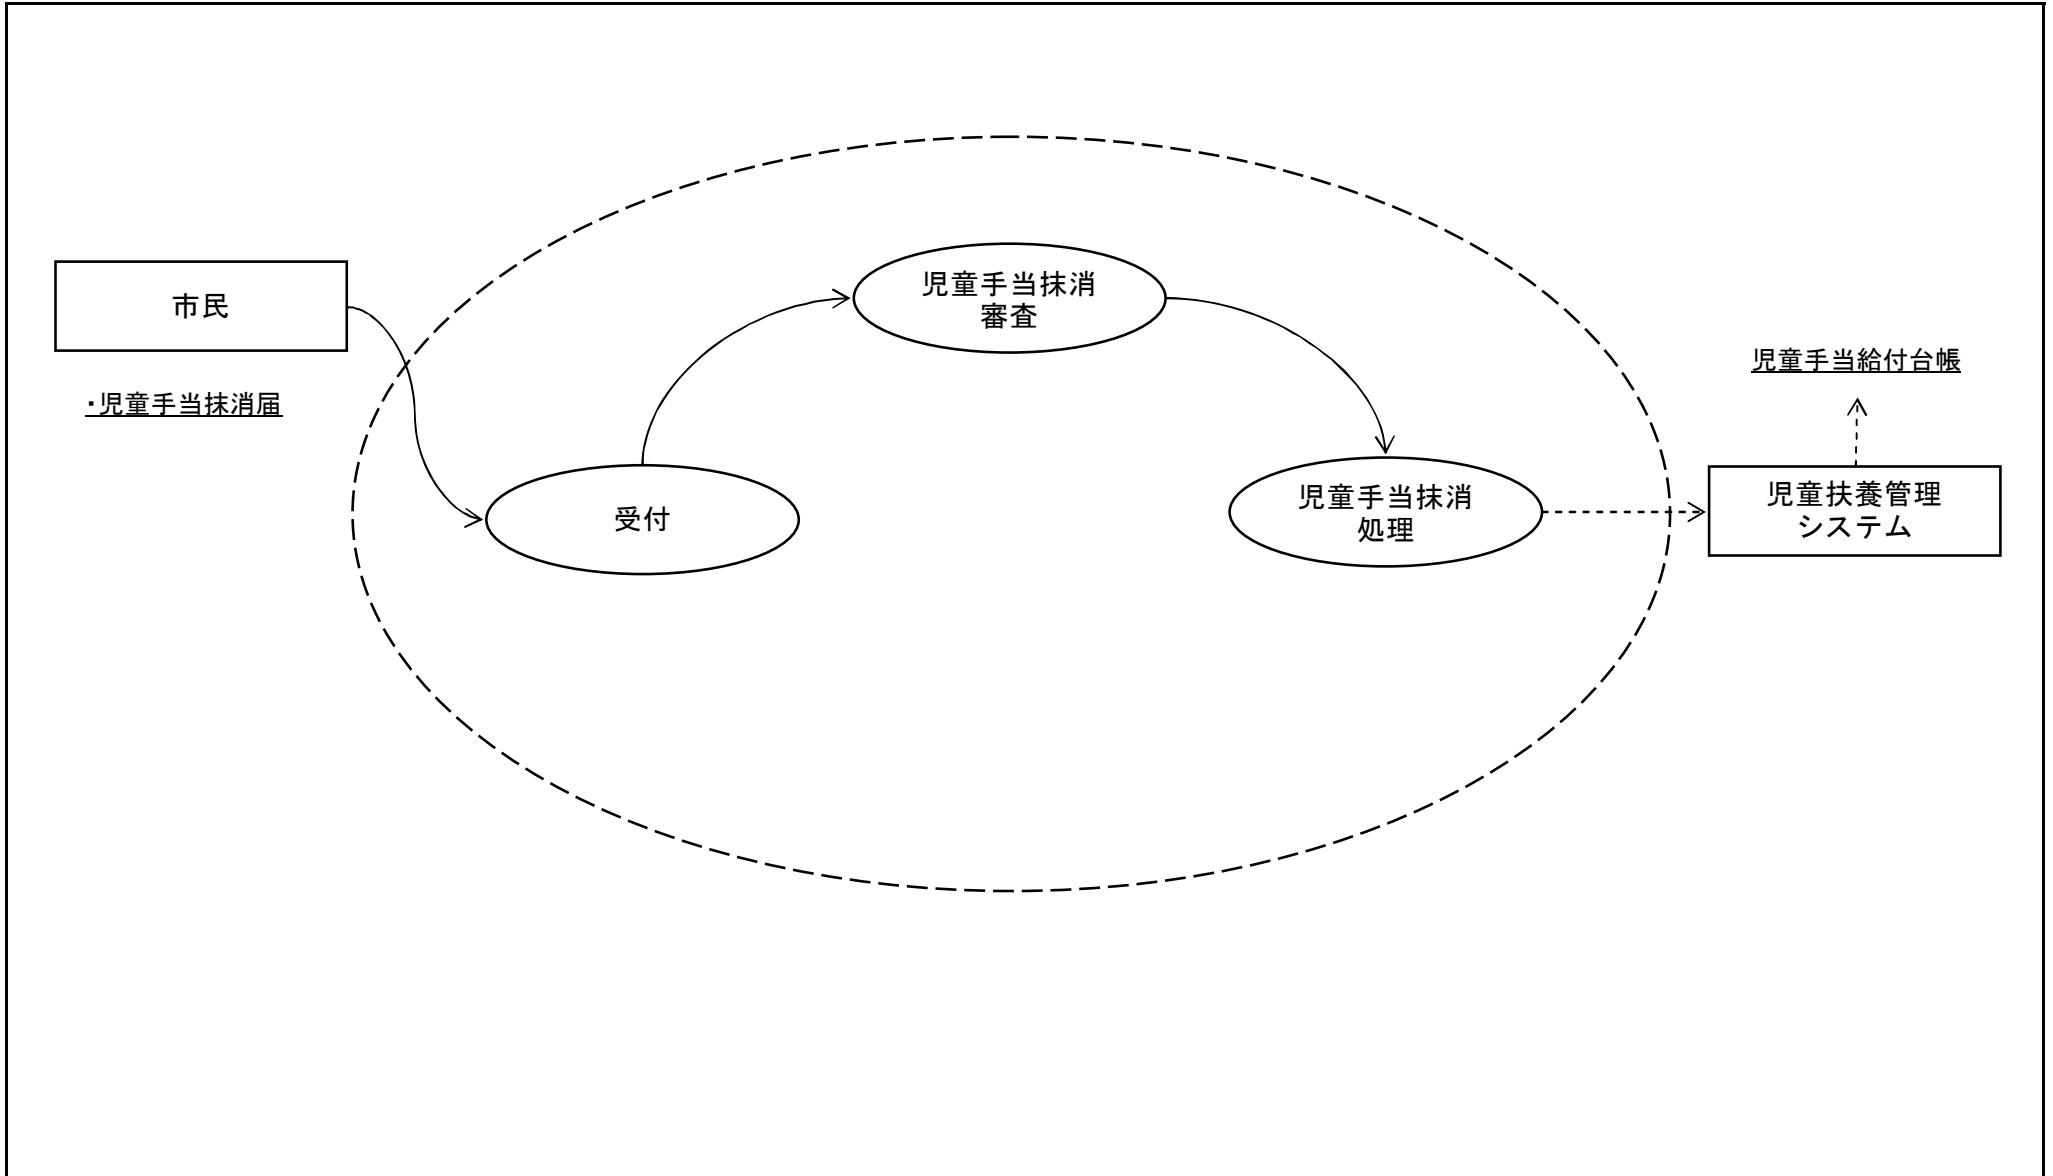 市民
・児童手当抹消届
受付
児童手当抹消
審査
児童手当抹消
処理
児童手当給付台帳
児童扶養管理
システム